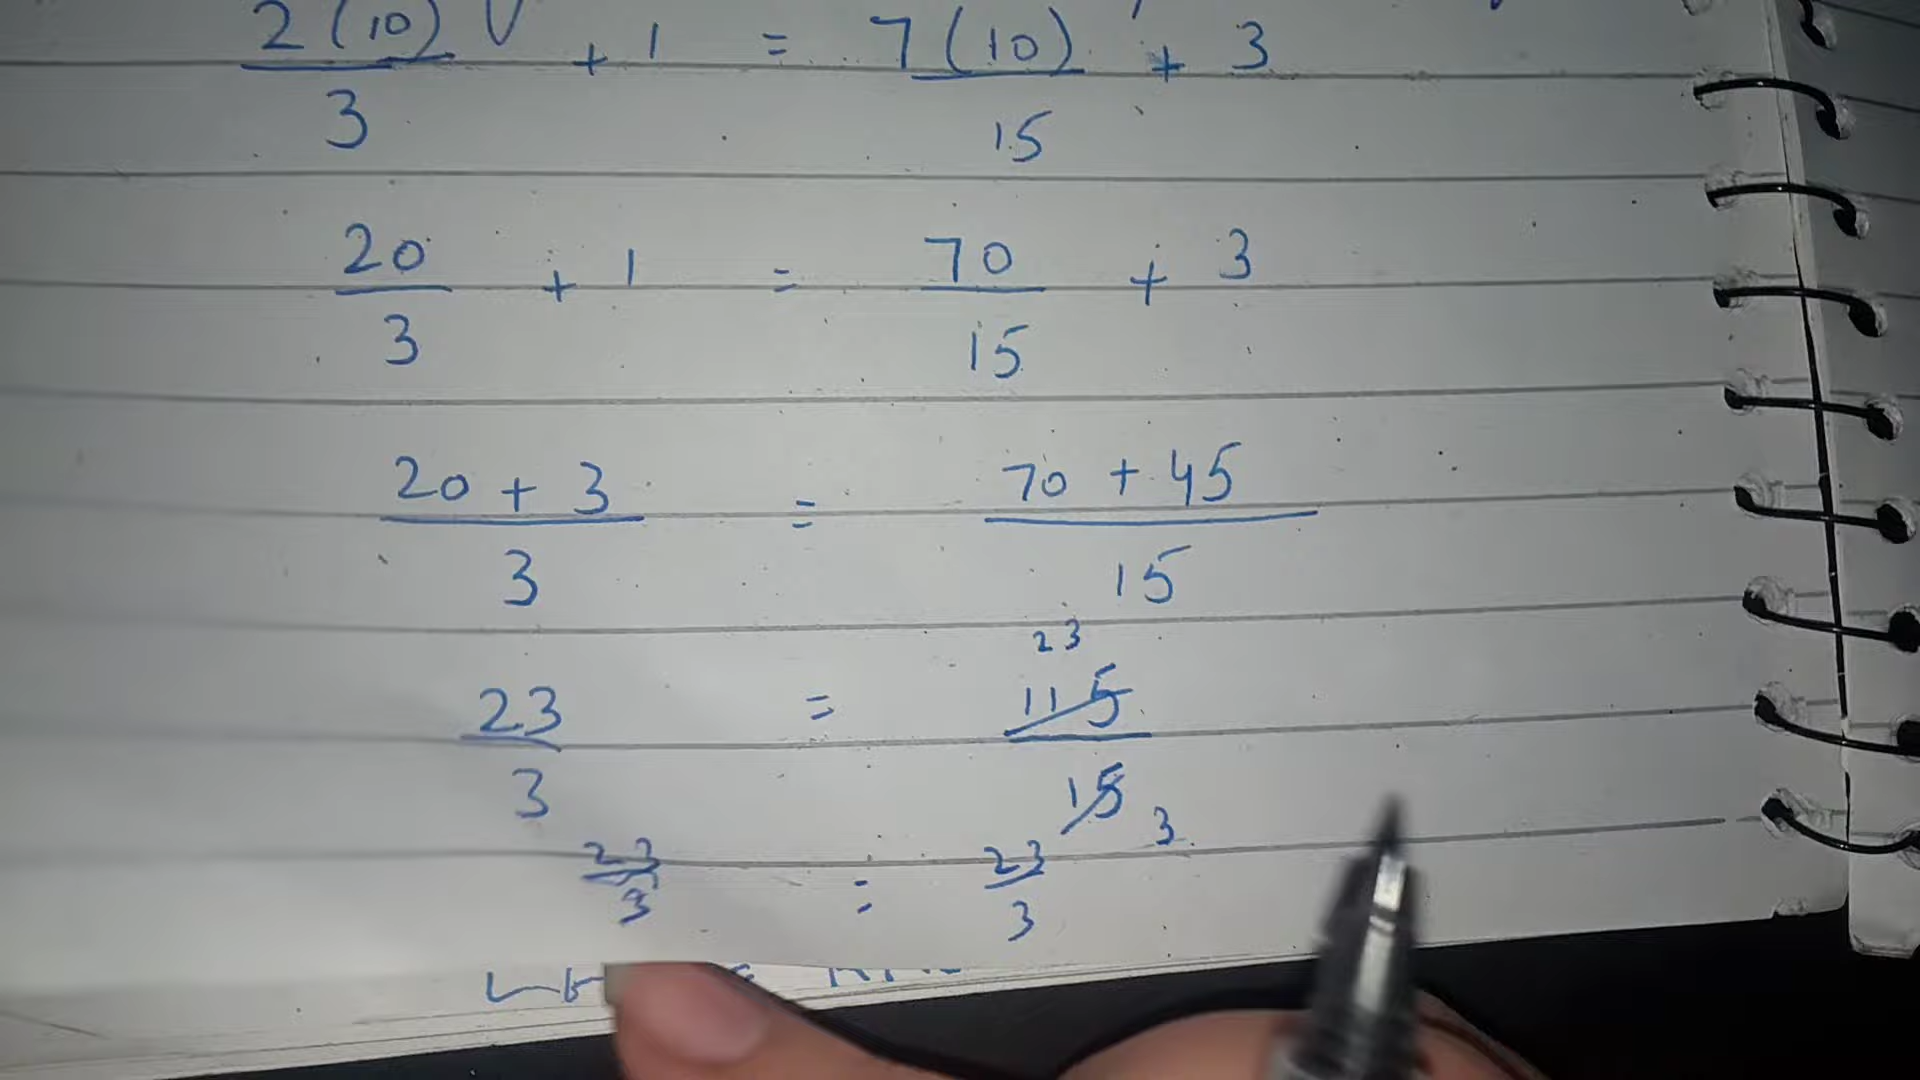 2(10)/3 + 1 = 7(10)/15 + 3
20/3 + 1 = 70/15 + 3
20 + 3/3 = 70 + 45/15
23
23/3 = 115/15
3
23/3 = 23/3